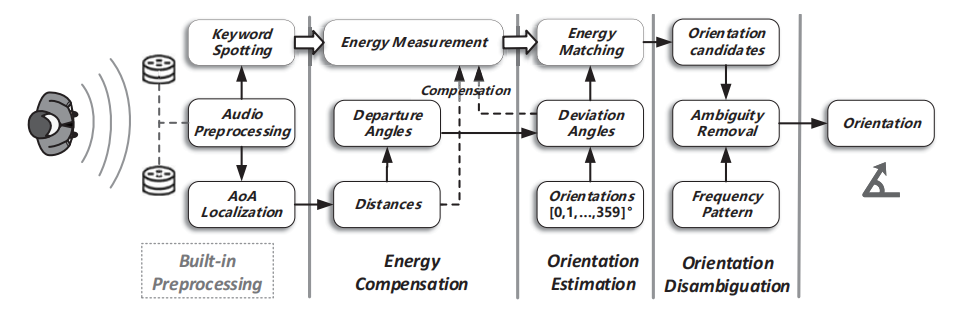 Keyword
Spotting
Energy Measurement
Energy
Matching
Orientation
candidates
Compensation
Audio
Preprocessing
Departure
Angles
Deviation
Angles
Ambiguity
Removal
Orientation
AoA
Localization
Distances
Orientations
[0,1,...,359]°
Frequency
Pattern
Built-in
Preprocessing
Energy
Compensation
Orientation
Estimation
Orientation
Disambiguation